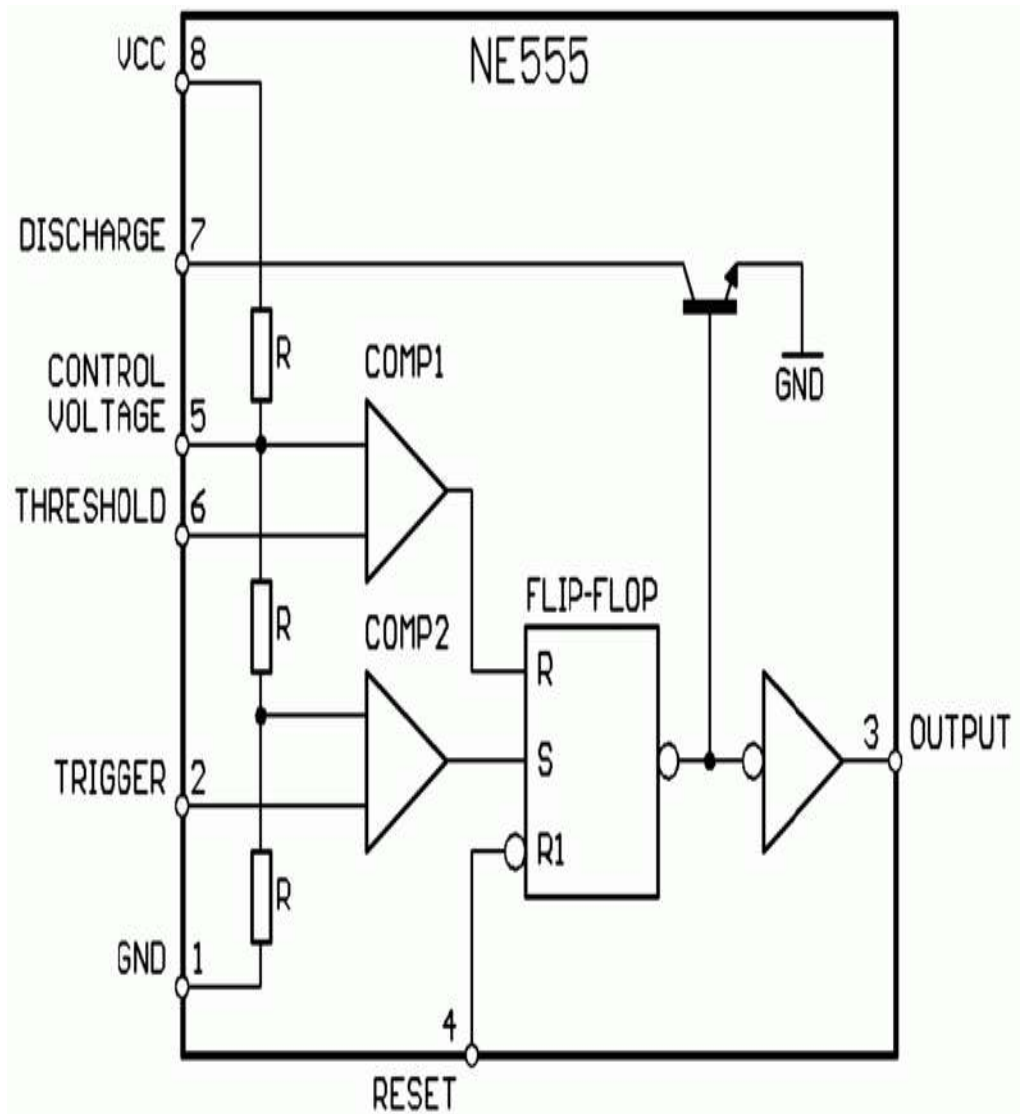 NE555
VCC 8
DISCHARGE 7
R
CONTROL
VOLTAGE 5
COMP1
GND
THRESHOLD 6
FLIP-FLOP
R
COMP2
R
S
3 OUTPUT
TRIGGER 2
R1
R
GND 1
4
RESET